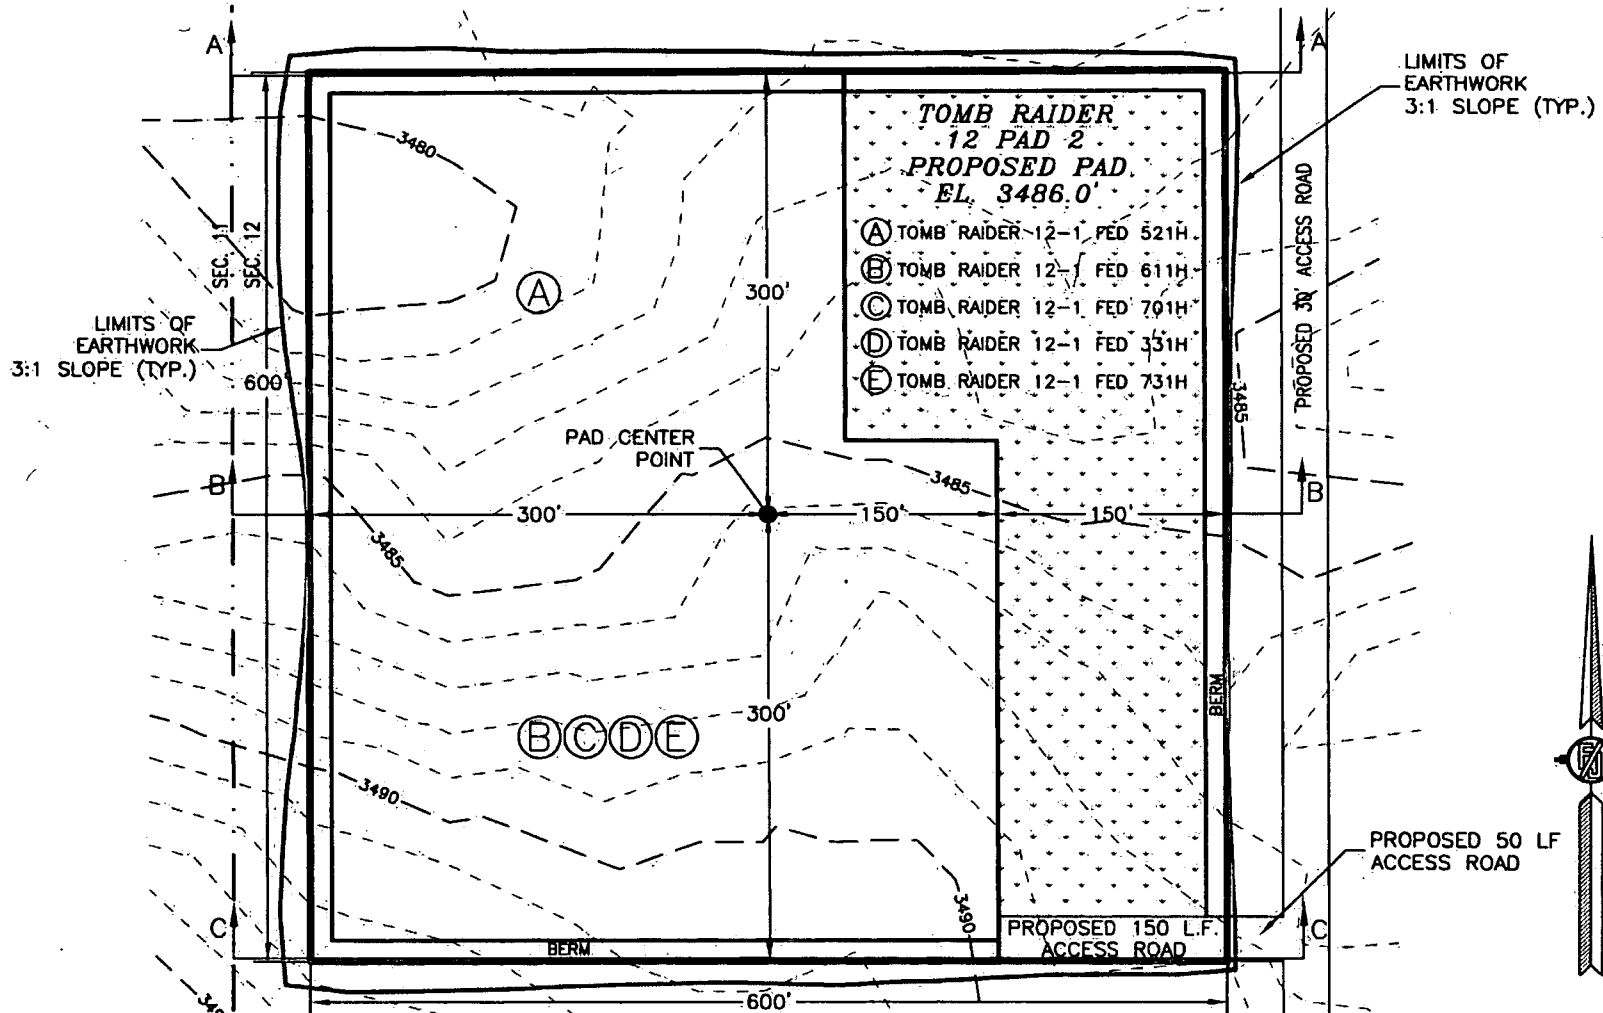 A
A
LIMITS OF
EARTHWORK
3:1 SLOPE (TYP.)
TOMB RAIDER
12 PAD 2
PROPOSED PAD
EL. 3486.0'
3480
PROPOSED 30' ACCESS ROAD
SEC. 11
SEC. 12
A TOMB RAIDER 12-1 FED 521H
B TOMB RAIDER 12-1 FED 611H
C TOMB RAIDER 12-1 FED 701H
D TOMB RAIDER 12-1 FED 331H
E TOMB RAIDER 12-1 FED 731H
A
300'
LIMITS OF
EARTHWORK
3:1 SLOPE (TYP.)
600'
3485
PAD CENTER
POINT
B
3485
B
300'
150'
150'
3485
BERM
300'
B C D E
3490
PROPOSED 50 LF
ACCESS ROAD
3490
C
PROPOSED 150 L.F.
ACCESS ROAD
C
BERM
600'